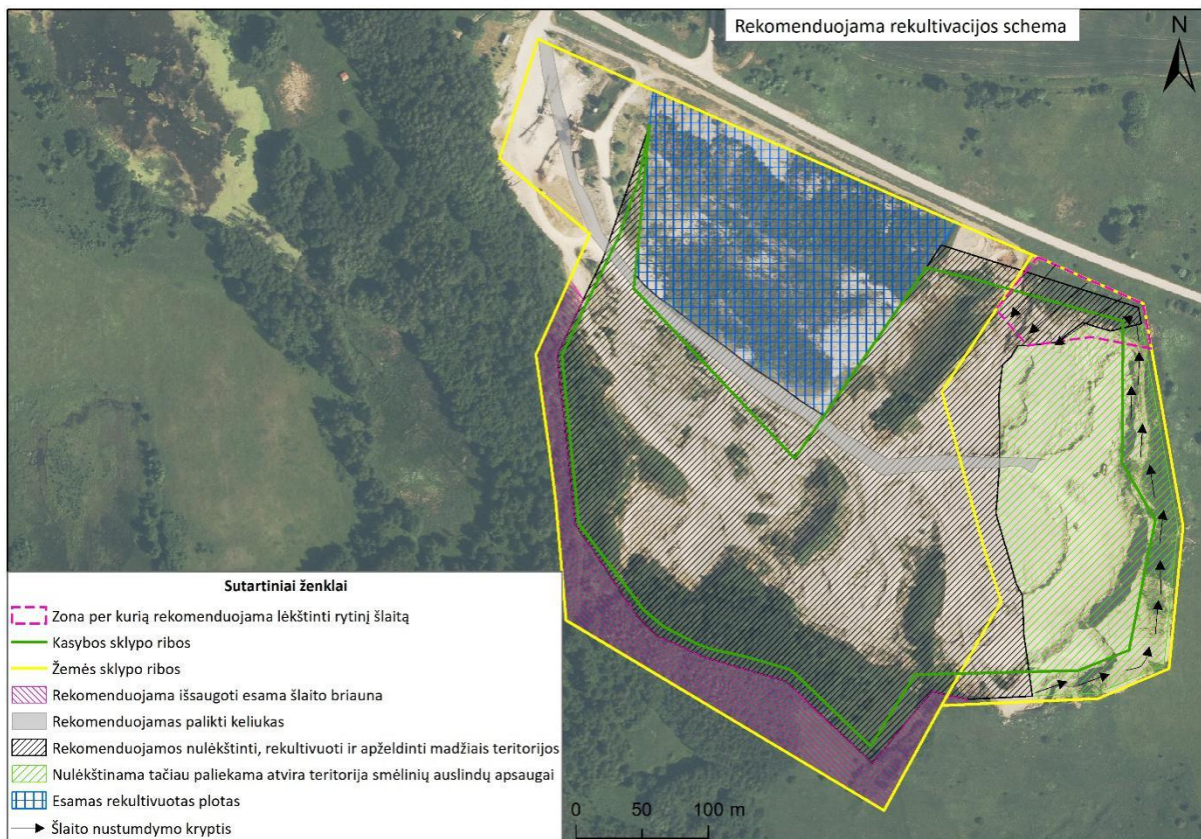 Rekomenduojama rekultivacijos schema
N
Sutartiniai ženklai
Zona per kurią rekomenduojama lėkštinti rytinį šlaitą
Kasybos sklypo ribos
Žemės sklypo ribos
Rekomenduojama išsaugoti esama šlaito briauna
Rekomenduojamas palikti keliukas
Rekomenduojamos nulėkštinti, rekultivuoti ir apželdinti madžiais teritorijos
Nulėkštinama tačiau paliekama atvira teritorija smėlinių auslindų apsaugai
Esamas rekultivuotas plotas
Šlaito nustumdymo kryptis
0 50 100 m